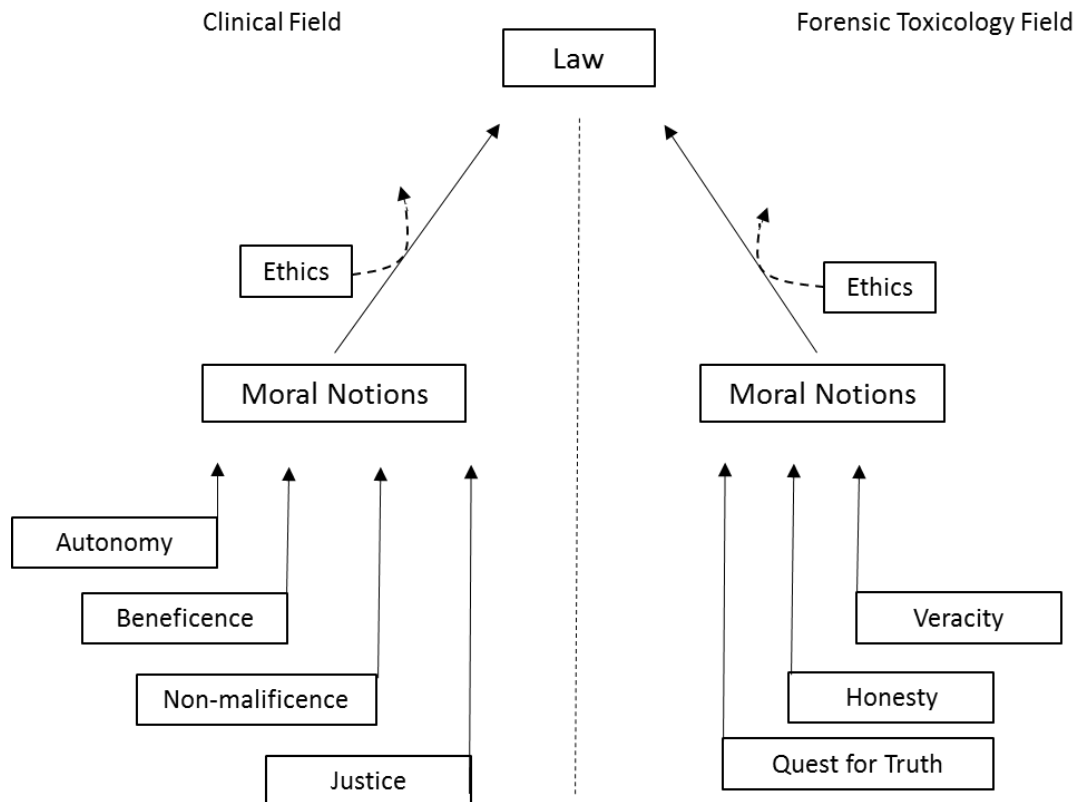 Clinical Field
Forensic Toxicology Field
Law
Ethics
Ethics
Moral Notions
Moral Notions
Autonomy
Beneficence
Veracity
Non-malificence
Honesty
Justice
Quest for Truth